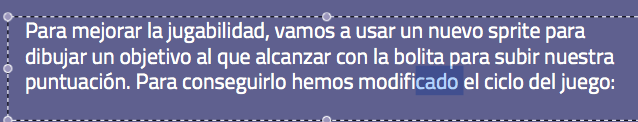 Para mejorar la jugabilidad, vamos a usar un nuevo sprite para
dibujar un objetivo al que alcanzar con la bolita para subir nuestra
puntuación. Para conseguirlo hemos modificado el ciclo del juego: